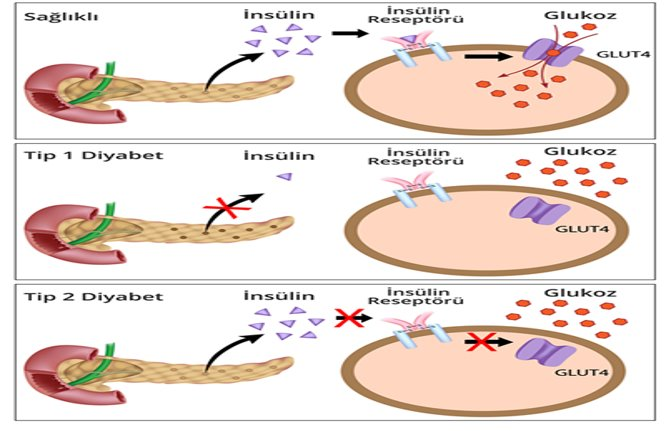 Sağlıklı
İnsülin
İnsülin
Reseptörü
Glukoz
GLUT4
Tip 1 Diyabet
İnsülin
İnsülin
Reseptörü
Glukoz
GLUT4
Tip 2 Diyabet
İnsülin
İnsülin
Reseptörü
Glukoz
GLUT4